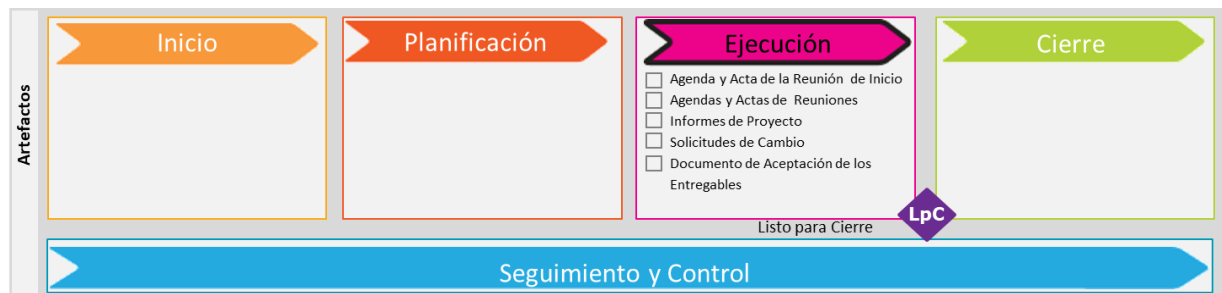 Artefactos
Inicio
Planificación
Ejecución
Cierre
Agenda y Acta de la Reunión de Inicio
Agendas y Actas de Reuniones
Informes de Proyecto
Solicitudes de Cambio
Documento de Aceptación de los
Entregables
LpC
Listo para Cierre
Seguimiento y Control